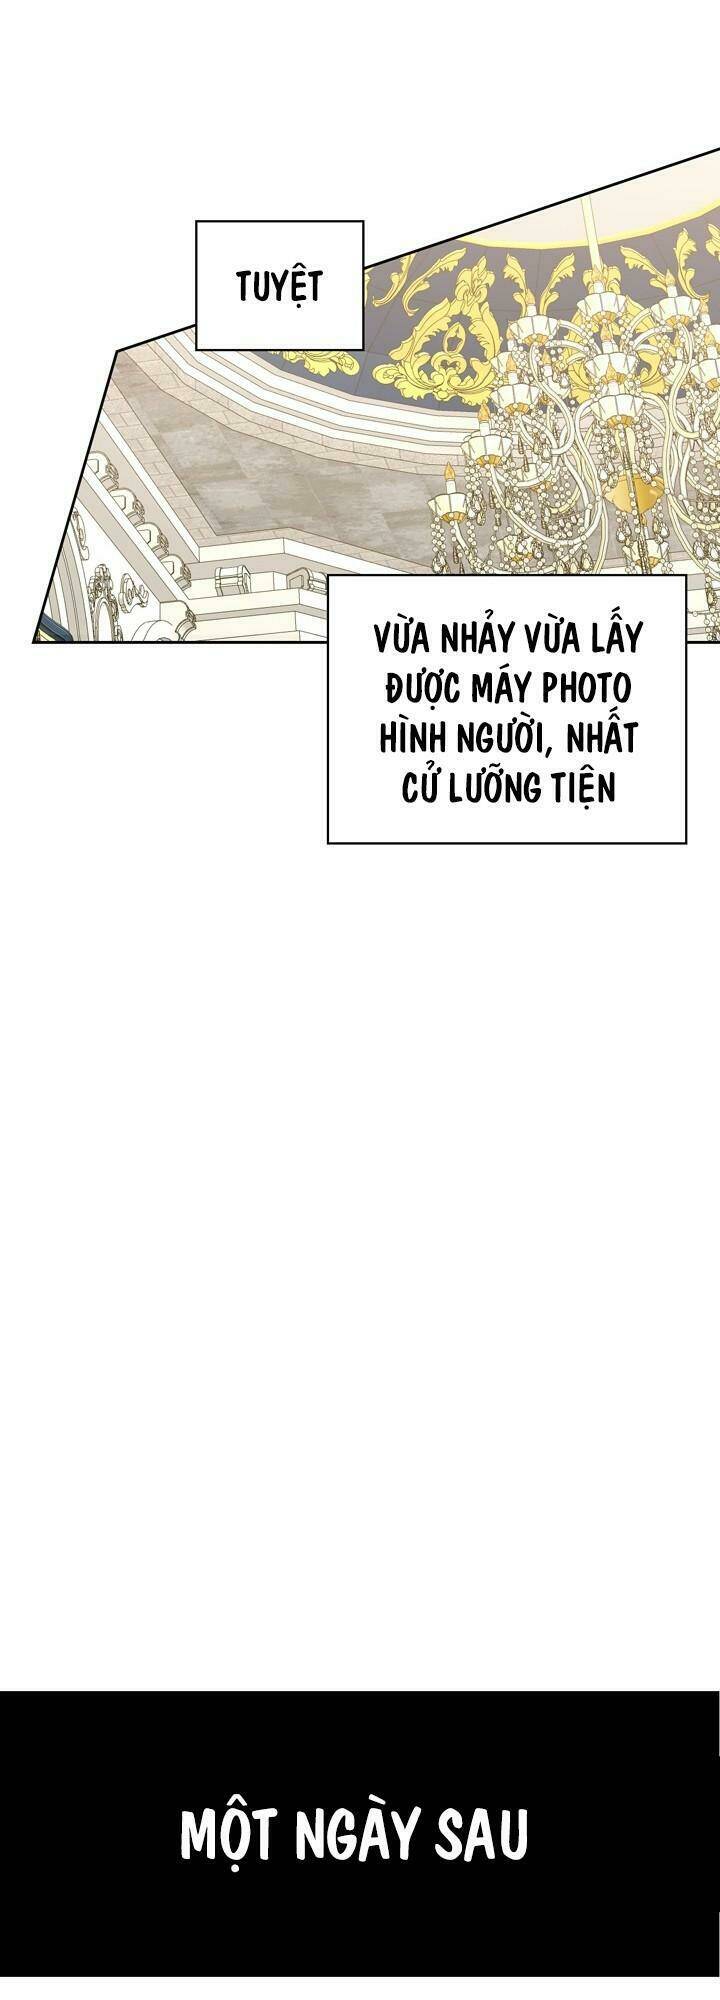 TUYỆT
VỪA NHẢY VỪA LẤY
ĐƯỢC MÁY PHOTO
HÌNH NGƯỜI, NHẤT
CỬ LƯỠNG TIỆN
MỘT NGÀY SAU